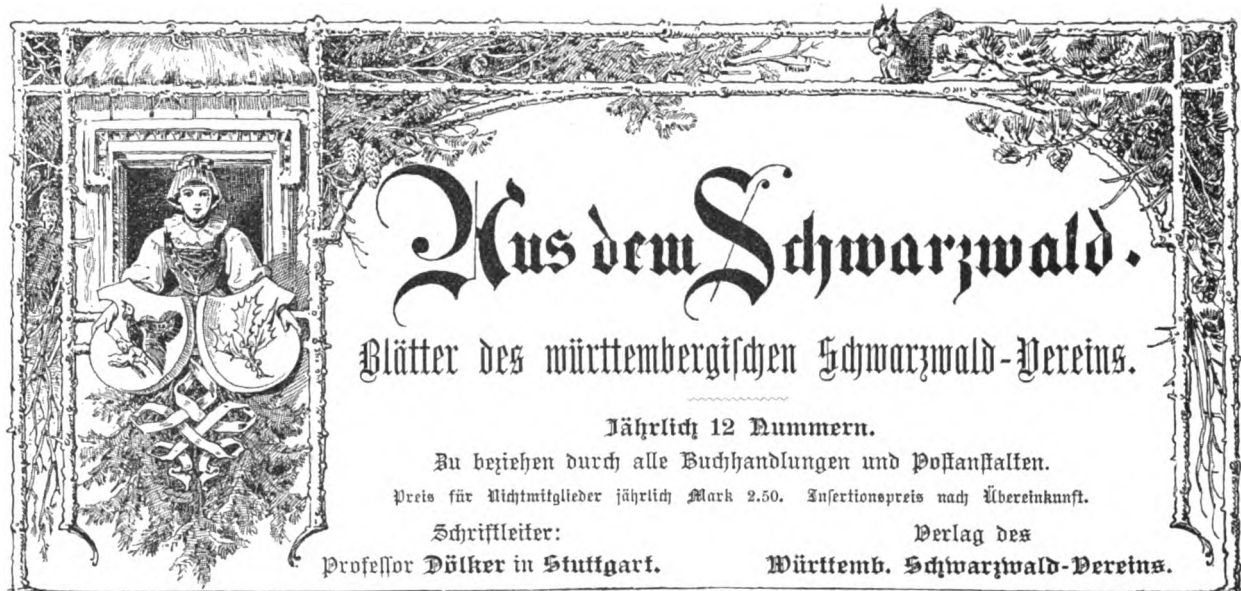 Aus dem Schwarzwald.
Blätter des württembergischen Schwarzwald-Vereins.
Jährlich 12 Nummern.
Zu beziehen durch alle Buchhandlungen und Postanstalten.
Preis für Nichtmitglieder jährlich Mark 2.50. Insertionspreis nach Übereinkunft.
Schriftleiter:
Professor Dölker in Stuttgart.
Verlag des
Württemb. Schwarzwald-Vereins.